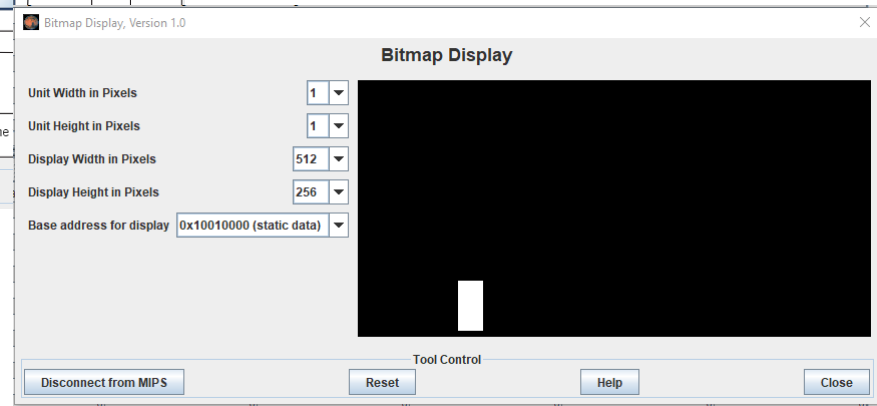 Bitmap Display, Version 1.0
Bitmap Display
Unit Width in Pixels 1
Unit Height in Pixels 1
Display Width in Pixels 512
Display Height in Pixels 256
Base address for display 0x10010000 (static data)
Tool Control
Disconnect from MIPS Reset Help Close